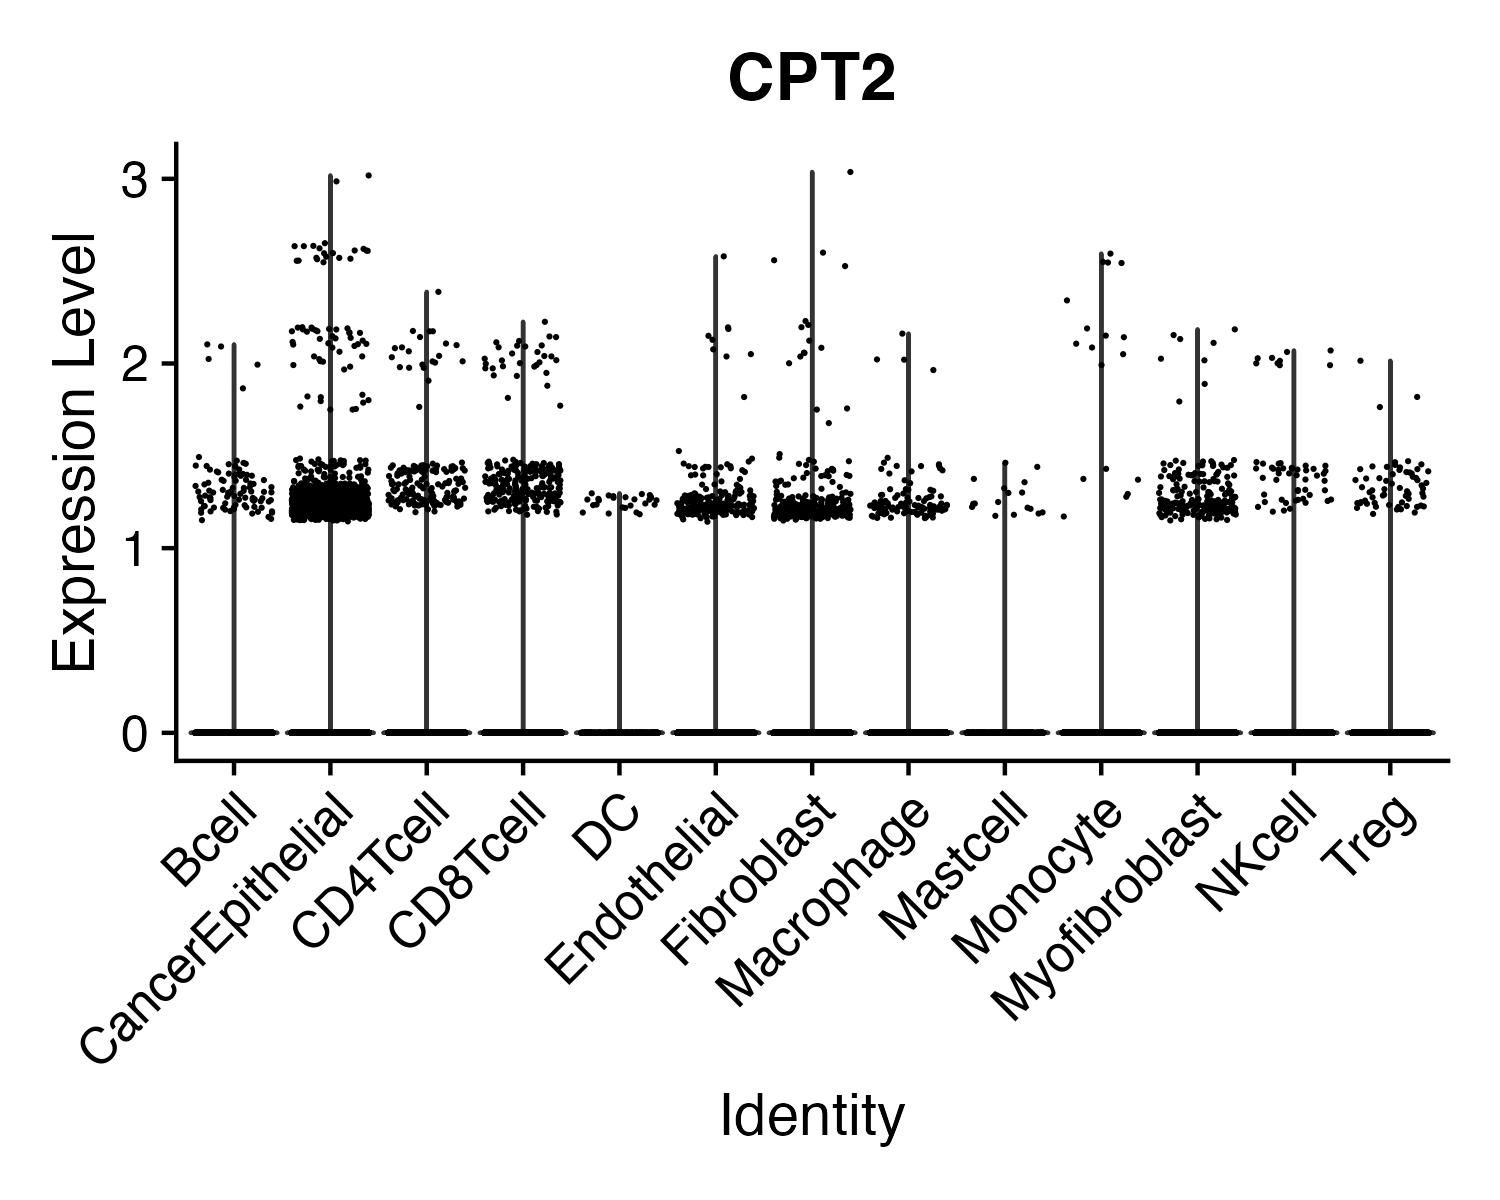 CPT2
Expression Level
3
2
1
0
Bcell
CancerEpithelial
CD4Tcell
CD8Tcell
DC
Endothelial
Fibroblast
Macrophage
Mastcell
Monocyte
Myofibroblast
NKcell
Treg
Identity